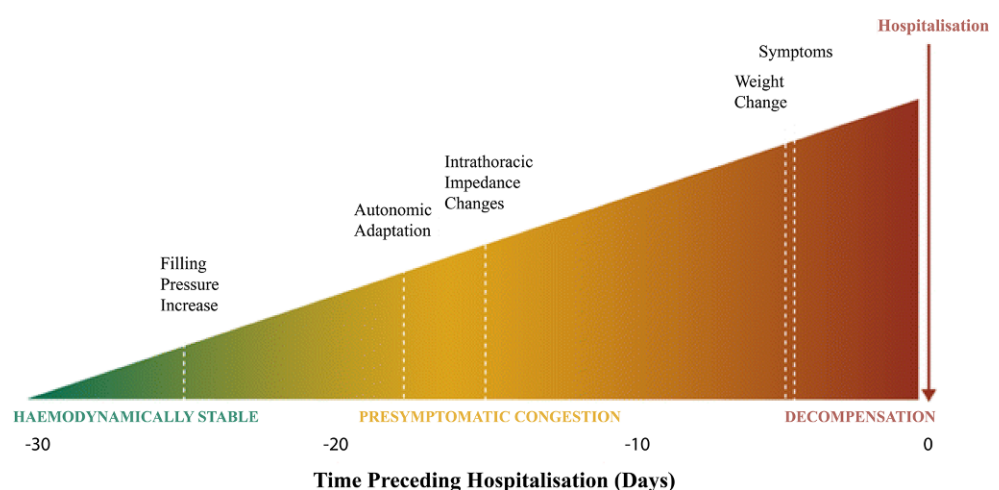 Hospitalisation
Symptoms
Weight
Change
Intrathoracic
Impedance
Changes
Autonomic
Adaptation
Filling
Pressure
Increase
HAEMODYNAMICALLY STABLE
PRESYMPTOMATIC CONGESTION
DECOMPENSATION
-30
-20
-10
0
Time Preceding Hospitalisation (Days)